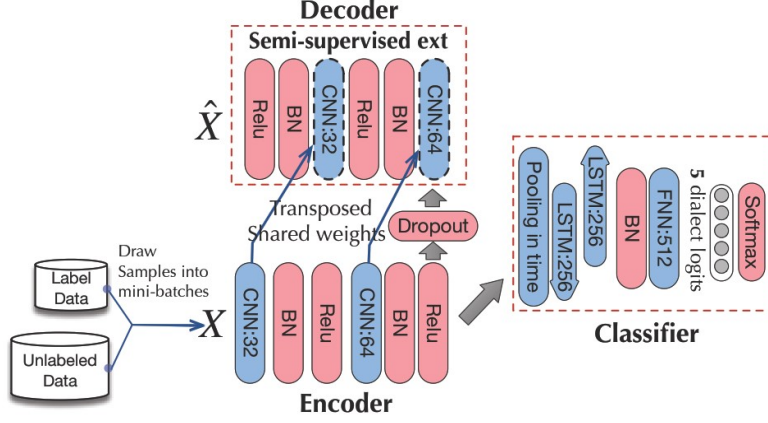 Decoder
Semi-supervised ext
X̂
Relu
BN
CNN:32
Relu
BN
CNN:64
Transposed
Shared weights
Dropout
Label
Data
Unlabeled
Data
Draw
Samples into
mini-batches
X
CNN:32
BN
Relu
CNN:64
BN
Relu
Encoder
Pooling in time
LSTM:256
LSTM:256
BN
FNN:512
5 dialect logits
Softmax
Classifier